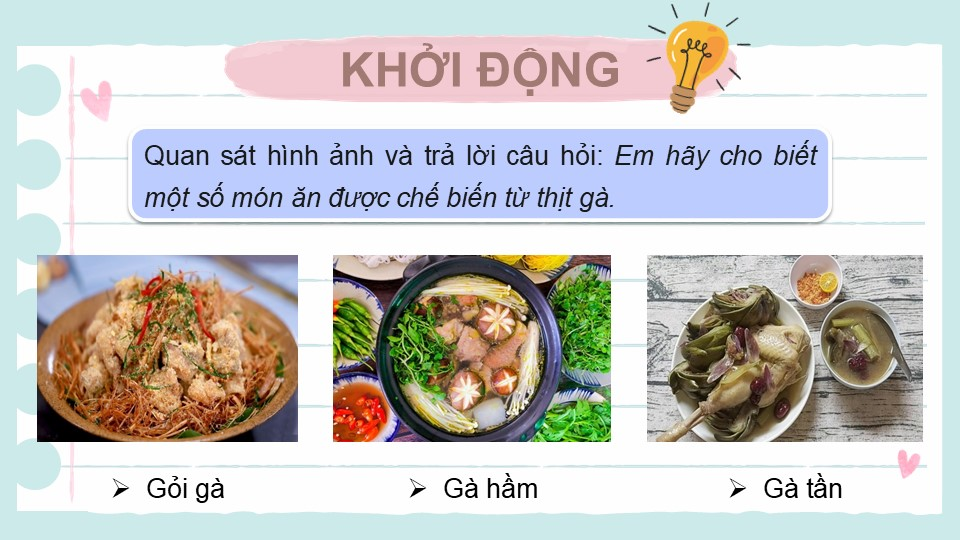 KHỞI ĐỘNG
Quan sát hình ảnh và trả lời câu hỏi: Em hãy cho biết
một số món ăn được chế biến từ thịt gà.
➢ Gỏi gà
➢ Gà hầm
➢ Gà tần